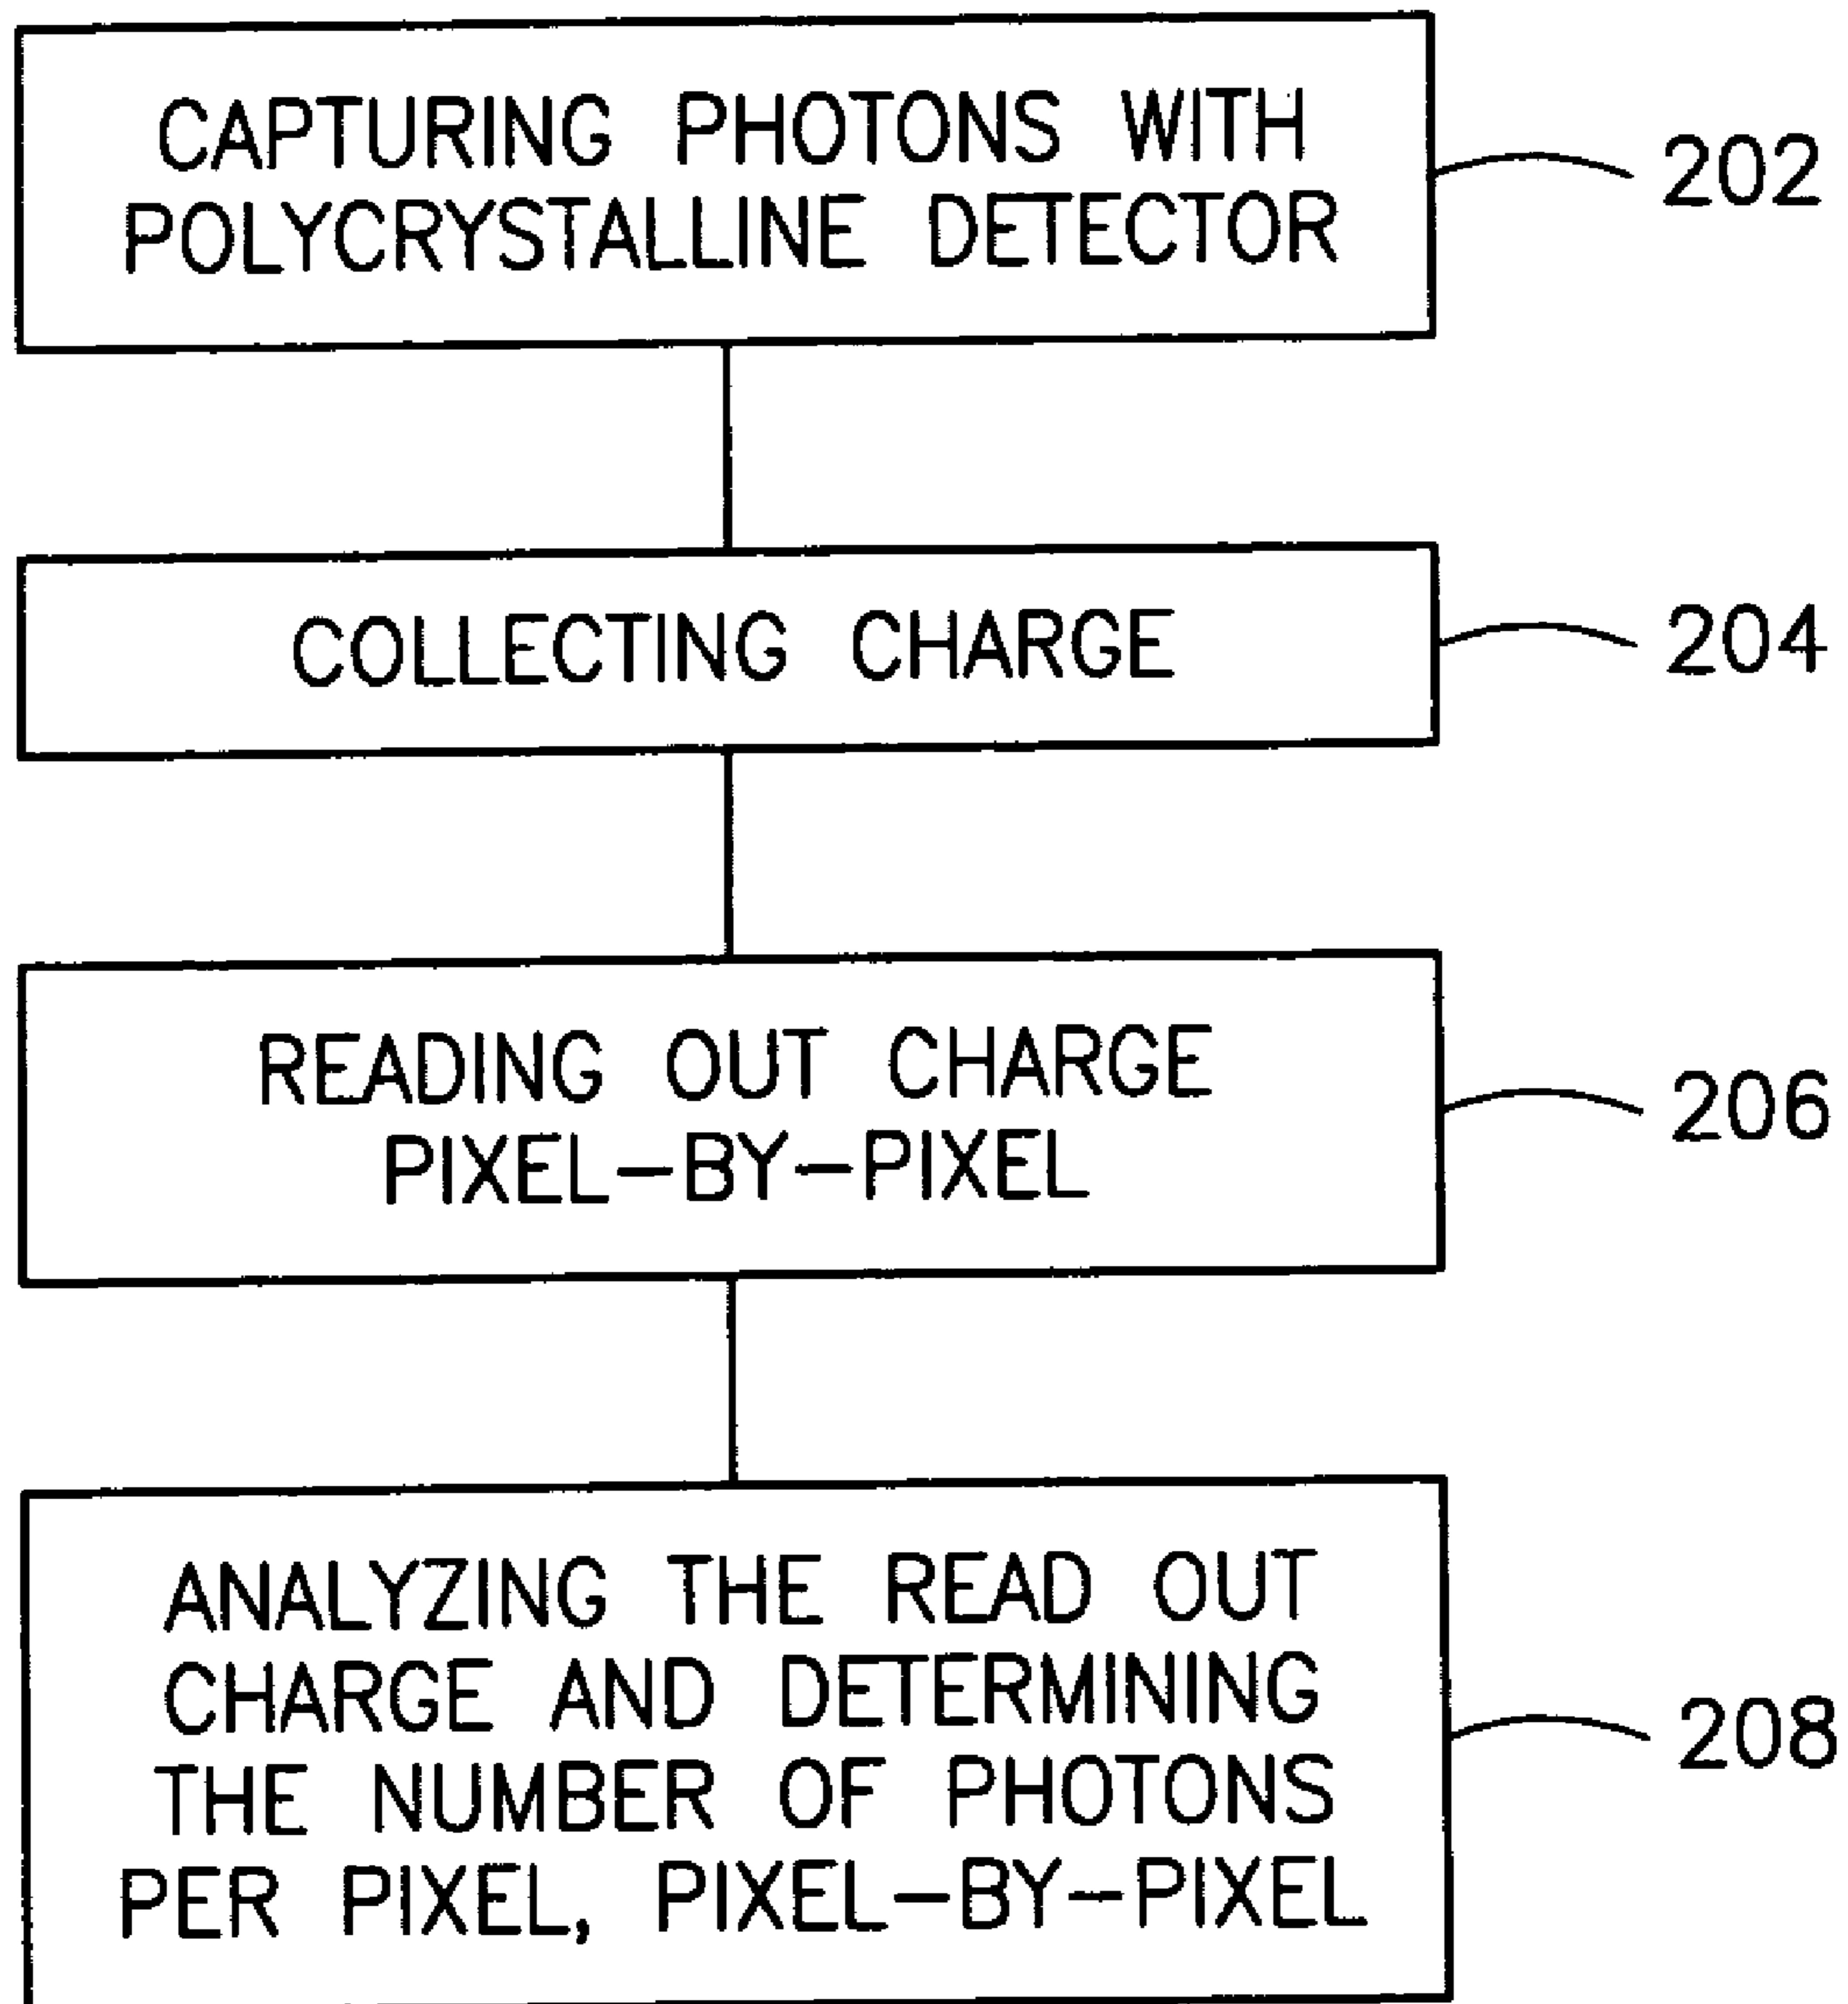 CAPTURING PHOTONS WITH
POLYCRYSTALLINE DETECTOR
202
COLLECTING CHARGE
204
READING OUT CHARGE
PIXEL-BY-PIXEL
206
ANALYZING THE READ OUT
CHARGE AND DETERMINING
THE NUMBER OF PHOTONS
PER PIXEL, PIXEL-BY-PIXEL
208